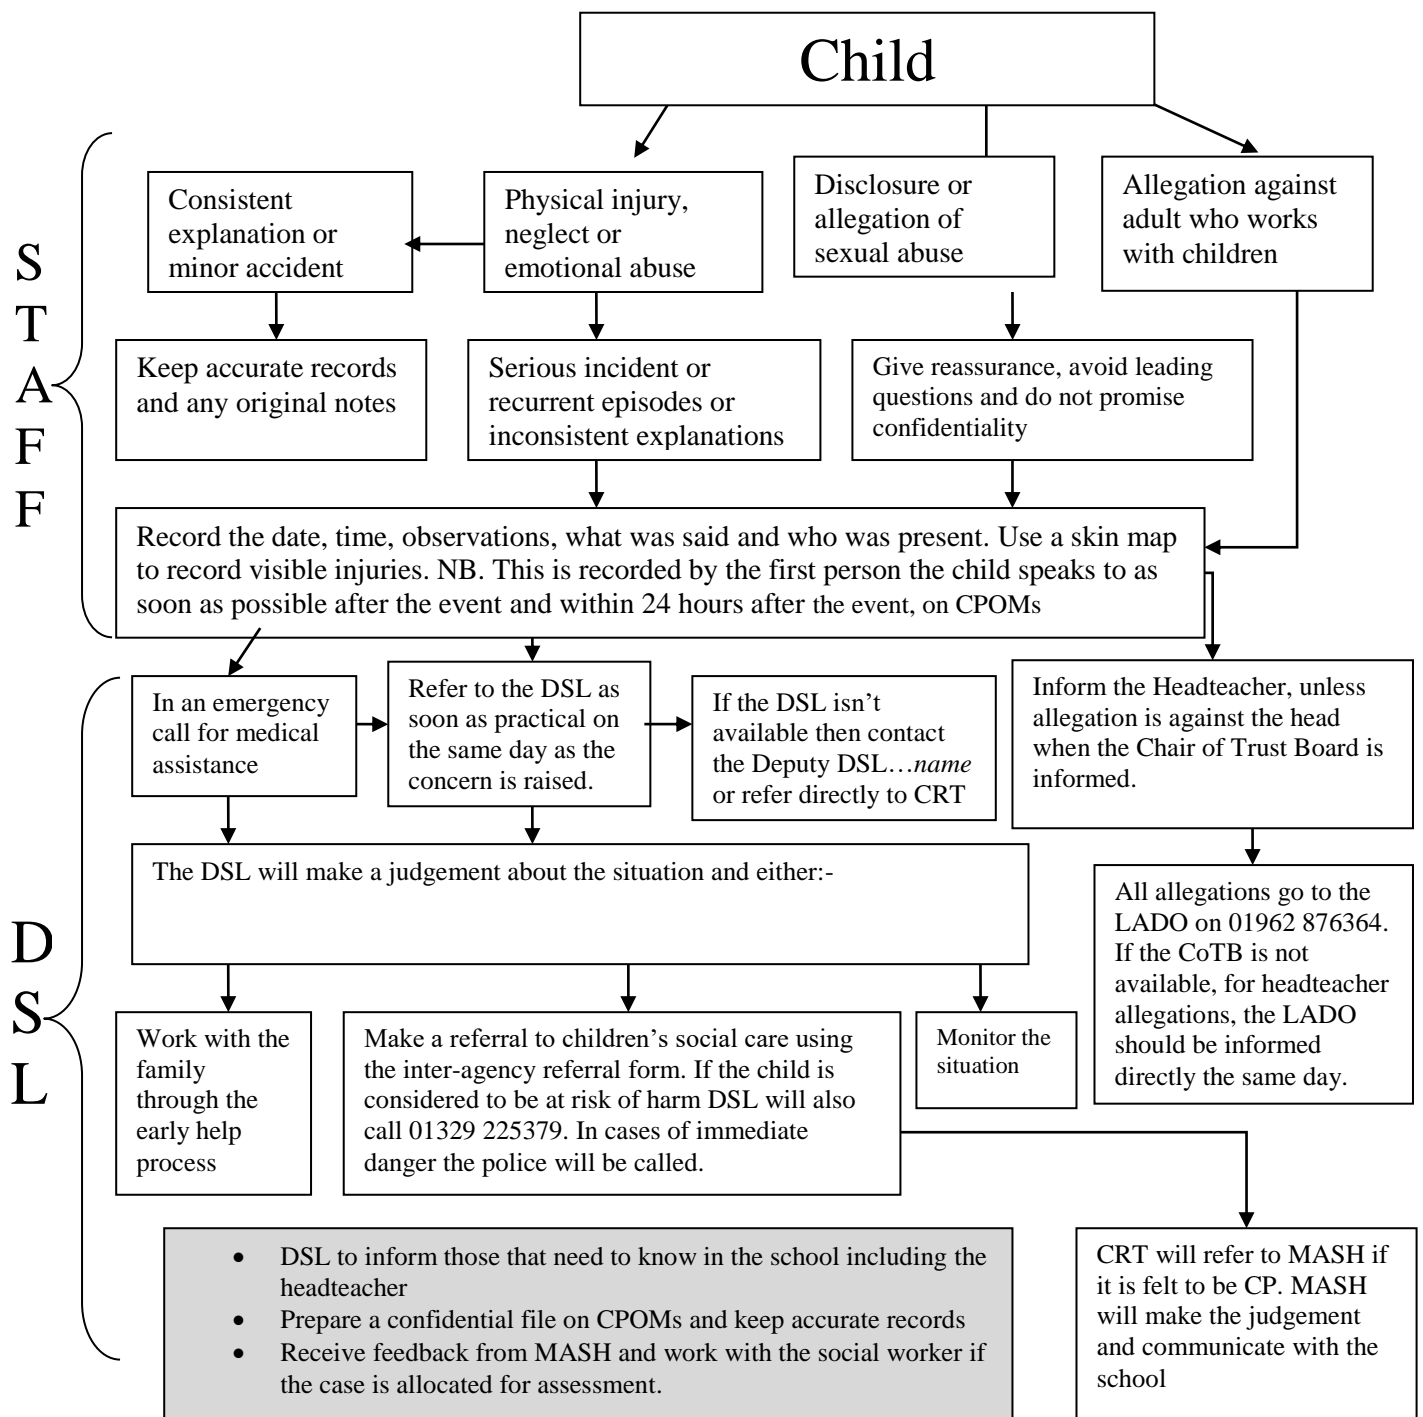 Child
S
T
A
F
F
Consistent
explanation or
minor accident
Physical injury,
neglect or
emotional abuse
Disclosure or
allegation of
sexual abuse
Allegation against
adult who works
with children
Keep accurate records
and any original notes
Serious incident or
recurrent episodes or
inconsistent explanations
Give reassurance, avoid leading
questions and do not promise
confidentiality
Record the date, time, observations, what was said and who was present. Use a skin map
to record visible injuries. NB. This is recorded by the first person the child speaks to as
soon as possible after the event and within 24 hours after the event, on CPOMs
D
S
L
In an emergency
call for medical
assistance
Refer to the DSL as
soon as practical on
the same day as the
concern is raised.
If the DSL isn't
available then contact
the Deputy DSL…name
or refer directly to CRT
Inform the Headteacher, unless
allegation is against the head
when the Chair of Trust Board is
informed.
The DSL will make a judgement about the situation and either:-
All allegations go to the
LADO on 01962 876364.
If the CoTB is not
available, for headteacher
allegations, the LADO
should be informed
directly the same day.
Work with the
family
through the
early help
process
Make a referral to children's social care using
the inter-agency referral form. If the child is
considered to be at risk of harm DSL will also
call 01329 225379. In cases of immediate
danger the police will be called.
Monitor the
situation
• DSL to inform those that need to know in the school including the
headteacher
• Prepare a confidential file on CPOMs and keep accurate records
• Receive feedback from MASH and work with the social worker if
the case is allocated for assessment.
CRT will refer to MASH if
it is felt to be CP. MASH
will make the judgement
and communicate with the
school